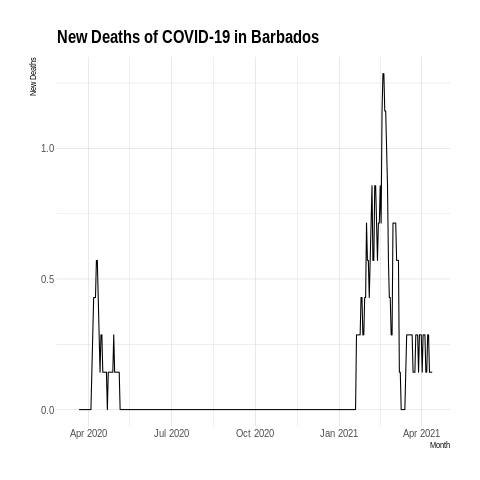 New Deaths of COVID-19 in Barbados
New Deaths
1.0
0.5
0.0
Apr 2020
Jul 2020
Oct 2020
Jan 2021
Apr 2021
Month